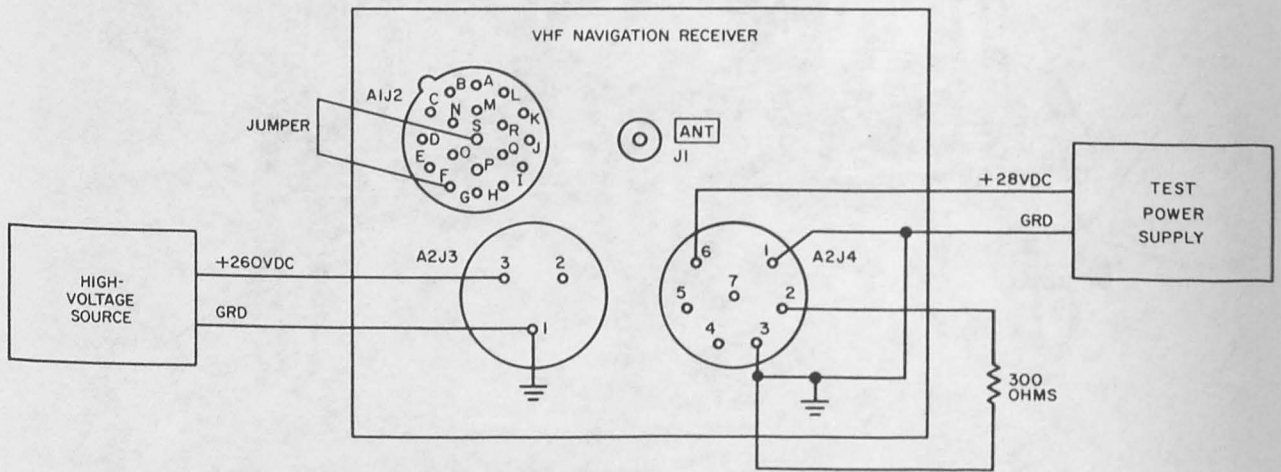 VHF NAVIGATION RECEIVER
A1J2
JUMPER
A
B
L
C
M
K
N
S
R
J
D
O
Q
E
P
I
F
G
H
ANT
J1
+28VDC
GRD
TEST
POWER
SUPPLY
HIGH-
VOLTAGE
SOURCE
+260VDC
GRD
A2J3
3
2
1
A2J4
6
1
7
5
2
4
3
300
OHMS